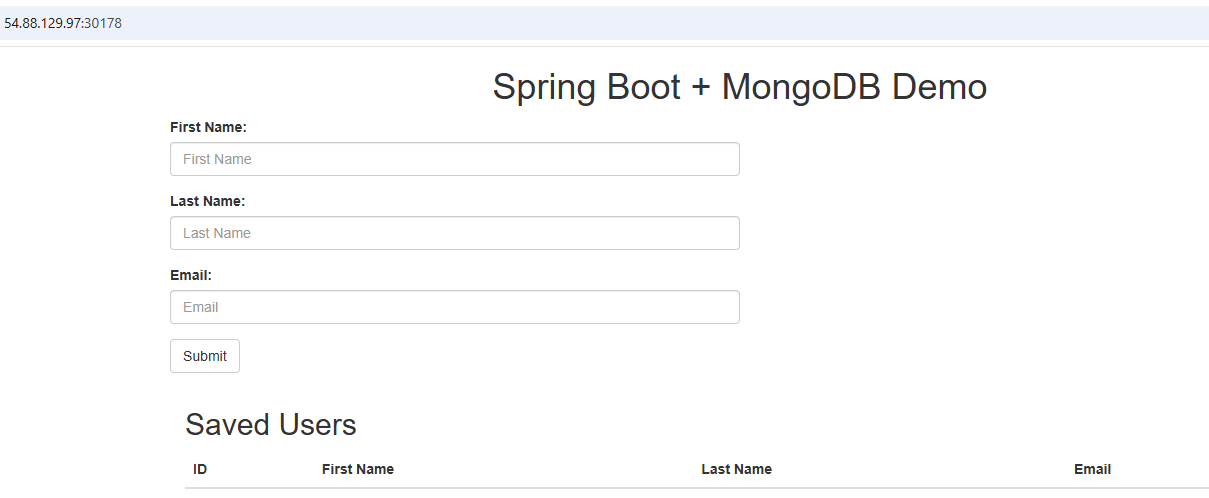 54.88.129.97:30178
Spring Boot + MongoDB Demo
First Name:
First Name
Last Name:
Last Name
Email:
Email
Submit
Saved Users
ID First Name Last Name Email